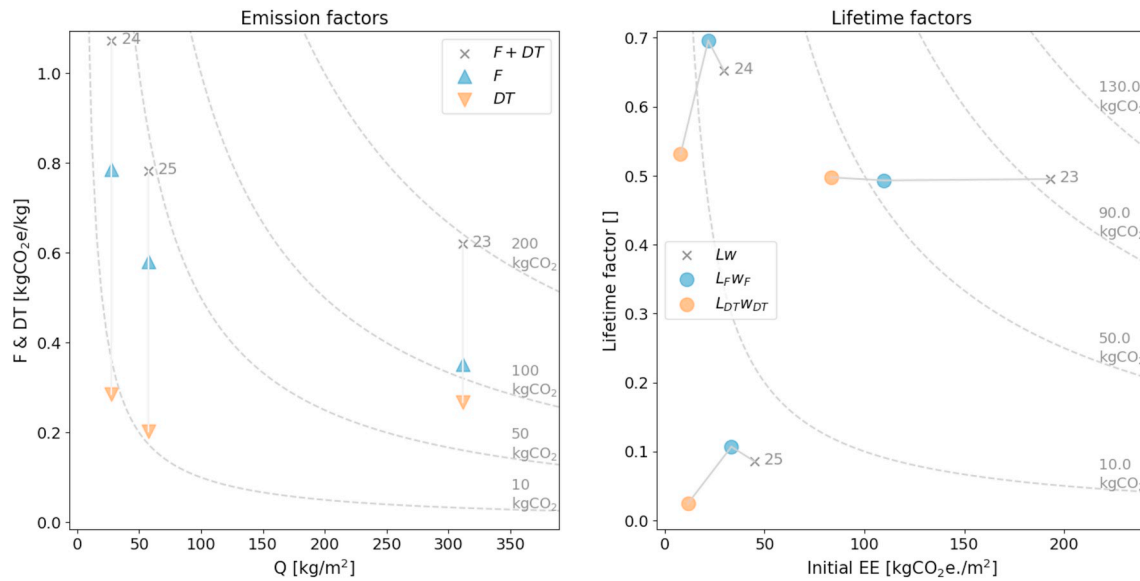 Emission factors
F & DT [kgCO₂e/kg]
1.0
0.8
0.6
0.4
0.2
0.0
24
25
23
F + DT
F
DT
200
kgCO₂
100
kgCO₂
50
kgCO₂
10
kgCO₂
0
50
100
150
200
250
300
350
Q [kg/m²]
Lifetime factors
Lifetime factor []
0.7
0.6
0.5
0.4
0.3
0.2
0.1
0.0
24
23
25
Lw
L_Fw_F
L_DTw_DT
130.0
kgCO₂
90.0
kgCO₂
50.0
kgCO₂
10.0
kgCO₂
0
50
100
150
200
Initial EE [kgCO₂e./m²]